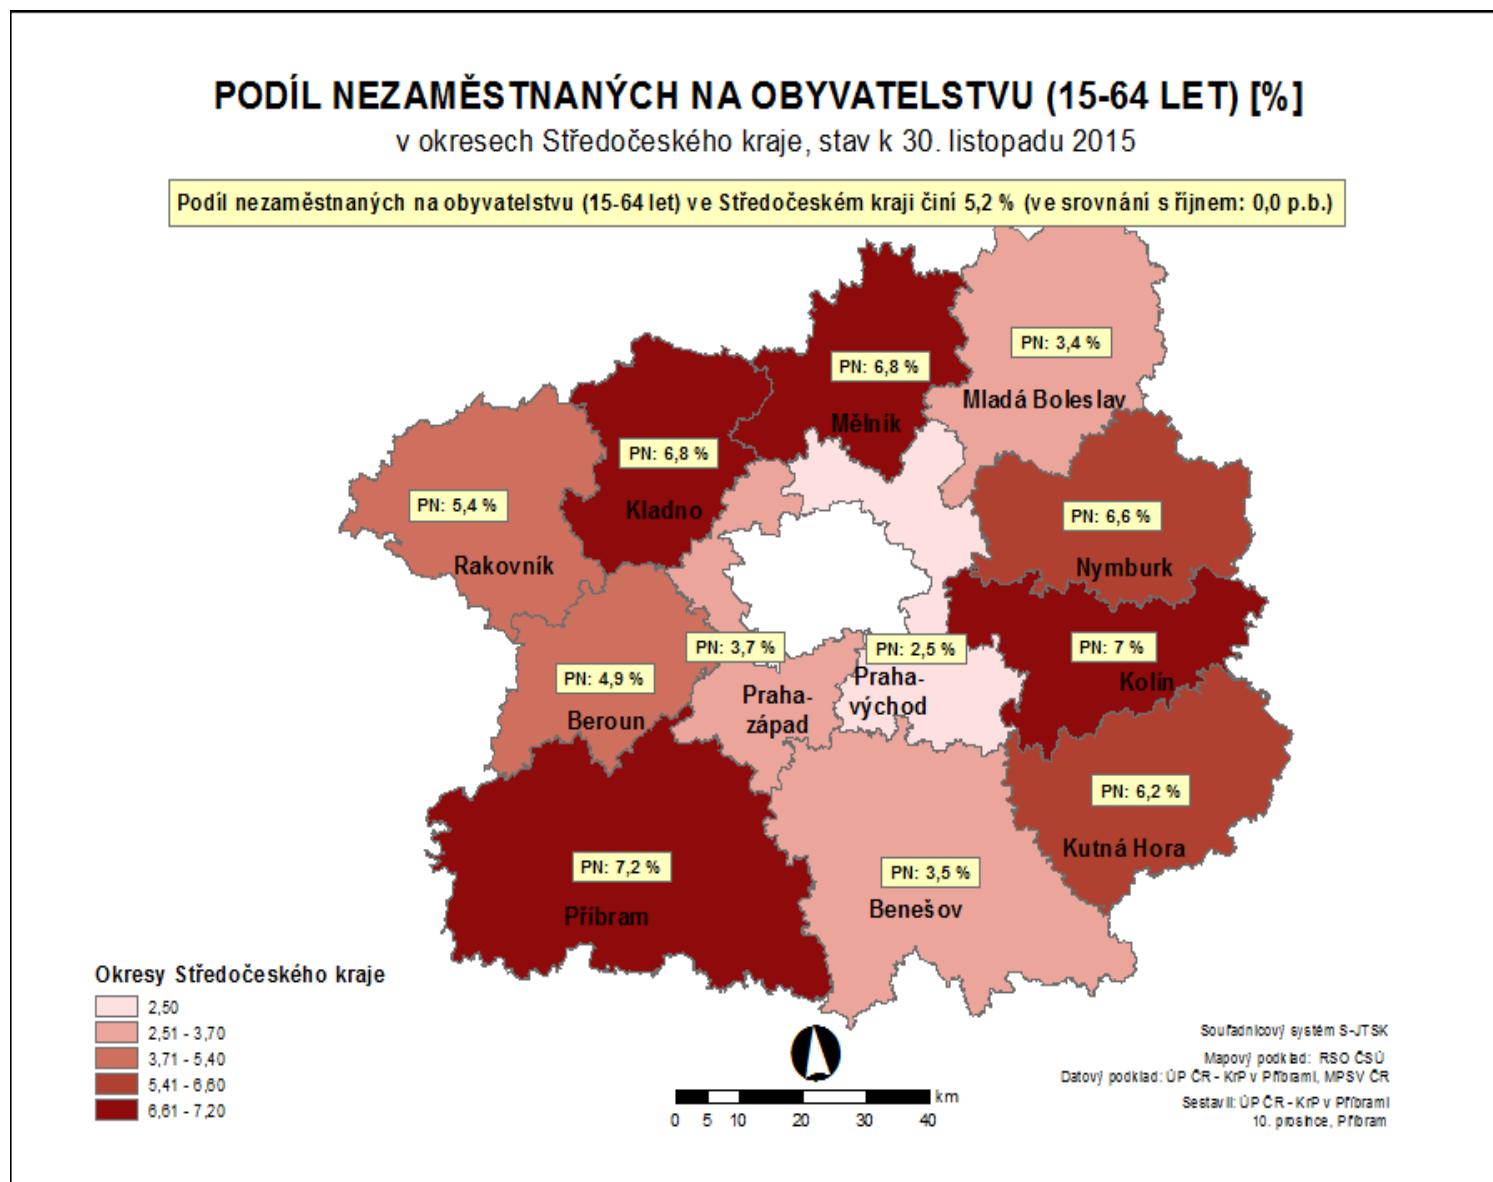 PODÍL NEZAMĚSTNANÝCH NA OBYVATELSTVU (15-64 LET) [%]
v okresech Středočeského kraje, stav k 30. listopadu 2015
Podíl nezaměstnaných na obyvatelstvu (15-64 let) ve Středočeském kraji činí 5,2 % (ve srovnání s říjnem: 0,0 p.b.)
PN: 3,4 %
Mladá Boleslav
PN: 6,8 %
Mělník
PN: 6,8 %
Kladno
PN: 5,4 %
Rakovník
PN: 6,6 %
Nymburk
PN: 3,7 %
Praha-
západ
PN: 2,5 %
Praha-
východ
PN: 7 %
Kolín
PN: 4,9 %
Beroun
PN: 6,2 %
Kutná Hora
PN: 7,2 %
Příbram
PN: 3,5 %
Benešov
Okresy Středočeského kraje
2,50
2,51 - 3,70
3,71 - 5,40
5,41 - 6,60
6,61 - 7,20
km
0 5 10 20 30 40
Souřadnicový systém S-JTSK
Mapový podklad: RSO ČSÚ
Datový podklad: ÚP ČR - KrP v Příbrami, MPSV ČR
Sestavil: ÚP ČR - KrP v Příbrami
10. prosince, Příbram